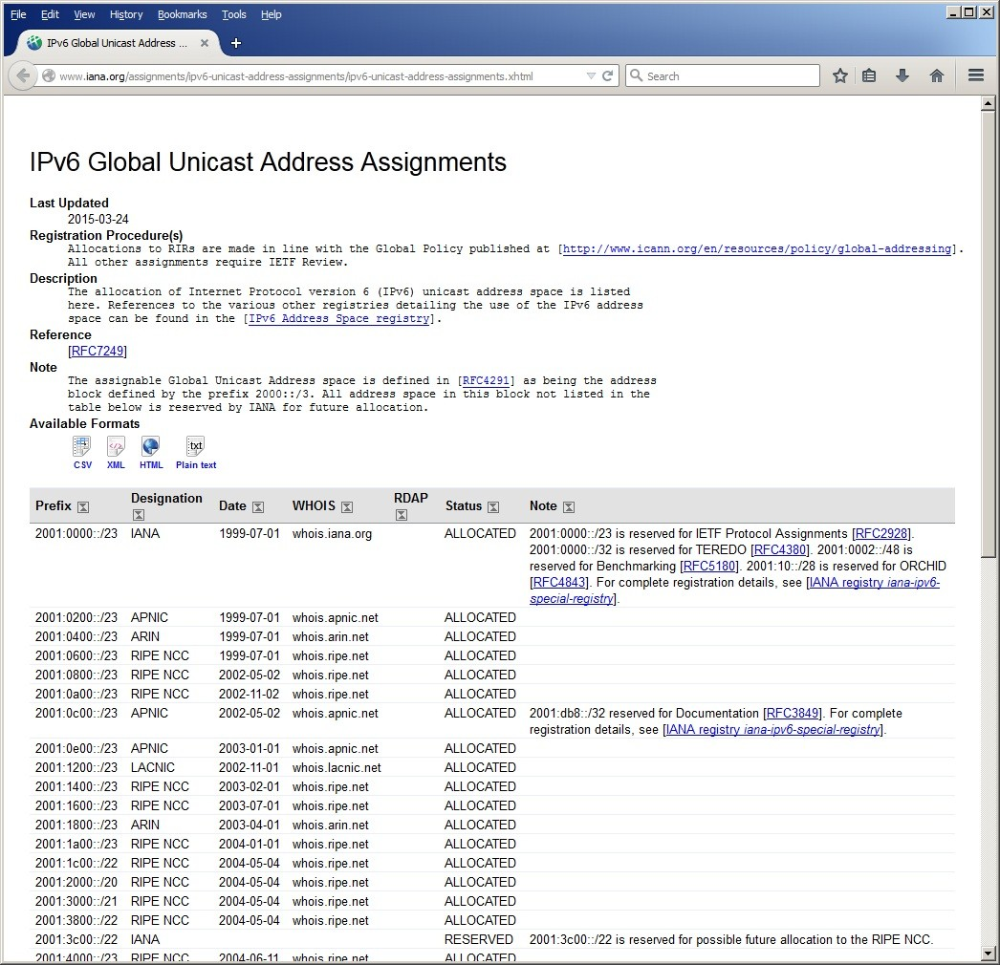 File Edit View History Bookmarks Tools Help
IPv6 Global Unicast Address ...
www.iana.org/assignments/ipv6-unicast-address-assignments/ipv6-unicast-address-assignments.xhtml Search
IPv6 Global Unicast Address Assignments
Last Updated
2015-03-24
Registration Procedure(s)
Allocations to RIRs are made in line with the Global Policy published at [http://www.icann.org/en/resources/policy/global-addressing].
All other assignments require IETF Review.
Description
The allocation of Internet Protocol version 6 (IPv6) unicast address space is listed
here. References to the various other registries detailing the use of the IPv6 address
space can be found in the [IPv6 Address Space registry].
Reference
[RFC7249]
Note
The assignable Global Unicast Address space is defined in [RFC4291] as being the address
block defined by the prefix 2000::/3. All address space in this block not listed in the
table below is reserved by IANA for future allocation.
Available Formats
txt
CSV XML HTML Plain text
Prefix Designation Date WHOIS RDAP Status Note
2001:0000::/23 IANA 1999-07-01 whois.iana.org ALLOCATED 2001:0000::/23 is reserved for IETF Protocol Assignments [RFC2928].
2001:0000::/32 is reserved for TEREDO [RFC4380]. 2001:0002::/48 is
reserved for Benchmarking [RFC5180]. 2001:10::/28 is reserved for ORCHID
[RFC4843]. For complete registration details, see [IANA registry iana-ipv6-
special-registry].
2001:0200::/23 APNIC 1999-07-01 whois.apnic.net ALLOCATED
2001:0400::/23 ARIN 1999-07-01 whois.arin.net ALLOCATED
2001:0600::/23 RIPE NCC 1999-07-01 whois.ripe.net ALLOCATED
2001:0800::/23 RIPE NCC 2002-05-02 whois.ripe.net ALLOCATED
2001:0a00::/23 RIPE NCC 2002-11-02 whois.ripe.net ALLOCATED
2001:0c00::/23 APNIC 2002-05-02 whois.apnic.net ALLOCATED 2001:db8::/32 reserved for Documentation [RFC3849]. For complete
registration details, see [IANA registry iana-ipv6-special-registry].
2001:0e00::/23 APNIC 2003-01-01 whois.apnic.net ALLOCATED
2001:1200::/23 LACNIC 2002-11-01 whois.lacnic.net ALLOCATED
2001:1400::/23 RIPE NCC 2003-02-01 whois.ripe.net ALLOCATED
2001:1600::/23 RIPE NCC 2003-07-01 whois.ripe.net ALLOCATED
2001:1800::/23 ARIN 2003-04-01 whois.arin.net ALLOCATED
2001:1a00::/23 RIPE NCC 2004-01-01 whois.ripe.net ALLOCATED
2001:1c00::/22 RIPE NCC 2004-05-04 whois.ripe.net ALLOCATED
2001:2000::/20 RIPE NCC 2004-05-04 whois.ripe.net ALLOCATED
2001:3000::/21 RIPE NCC 2004-05-04 whois.ripe.net ALLOCATED
2001:3800::/22 RIPE NCC 2004-05-04 whois.ripe.net ALLOCATED
2001:3c00::/22 IANA RESERVED 2001:3c00::/22 is reserved for possible future allocation to the RIPE NCC.
2001:4000::/23 RIPE NCC 2004-06-11 whois.ripe.net ALLOCATED